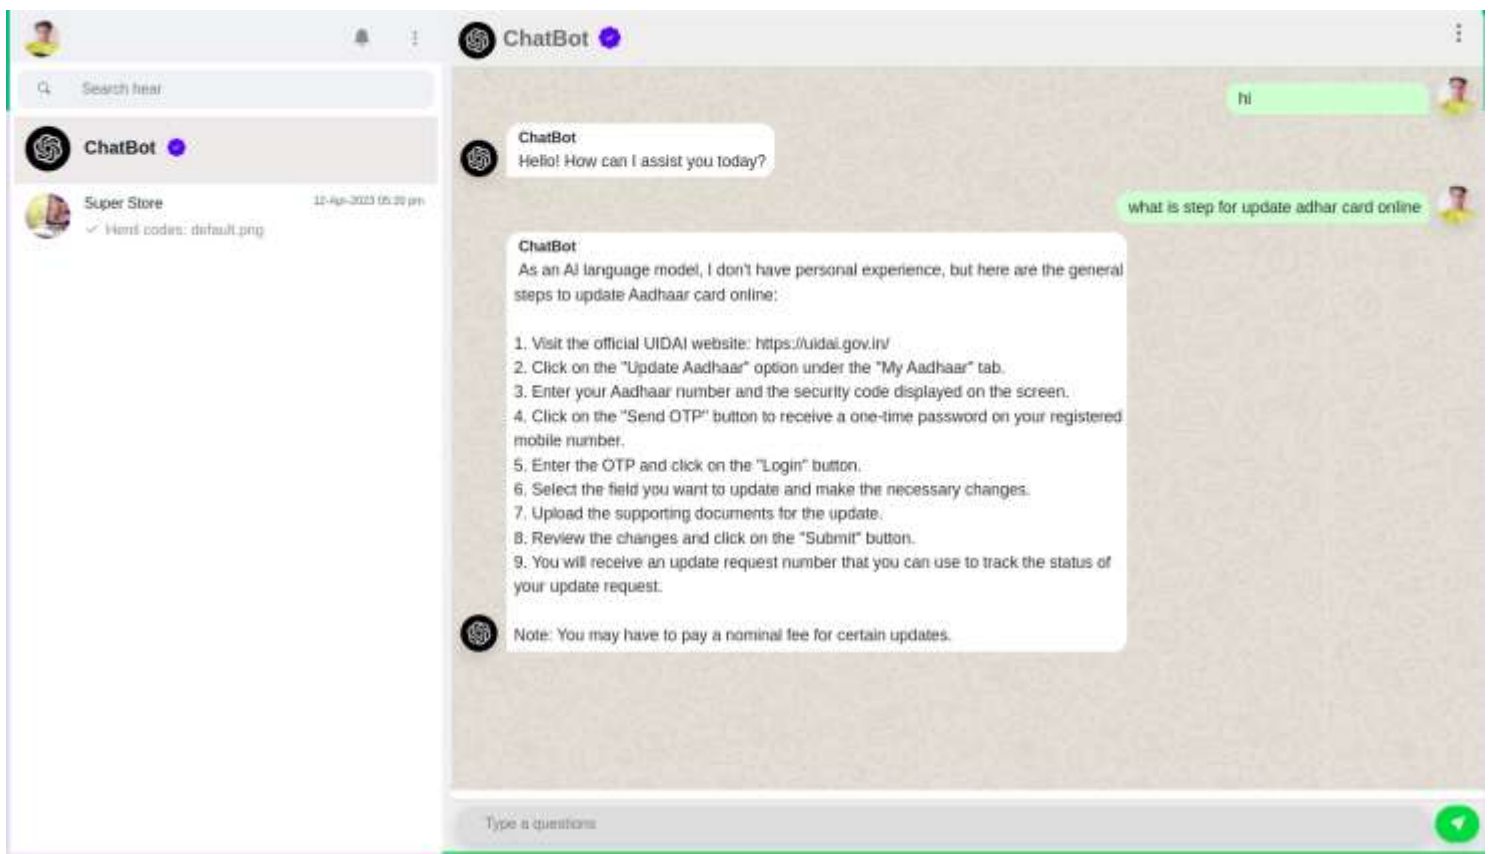 ChatBot
hi
Search hear
ChatBot
ChatBot
Hello! How can I assist you today?
Super Store
12-Apr-2023 05:20 pm
codes: default.png
what is step for update adhar card online
ChatBot
As an AI language model, I don't have personal experience, but here are the general
steps to update Aadhaar card online:
1. Visit the official UIDAI website: https://uidai.gov.in/
2. Click on the "Update Aadhaar" option under the "My Aadhaar" tab.
3. Enter your Aadhaar number and the security code displayed on the screen.
4. Click on the "Send OTP" button to receive a one-time password on your registered
mobile number.
5. Enter the OTP and click on the "Login" button.
6. Select the field you want to update and make the necessary changes.
7. Upload the supporting documents for the update.
8. Review the changes and click on the "Submit" button.
9. You will receive an update request number that you can use to track the status of
your update request.
Note: You may have to pay a nominal fee for certain updates.
Type a questions